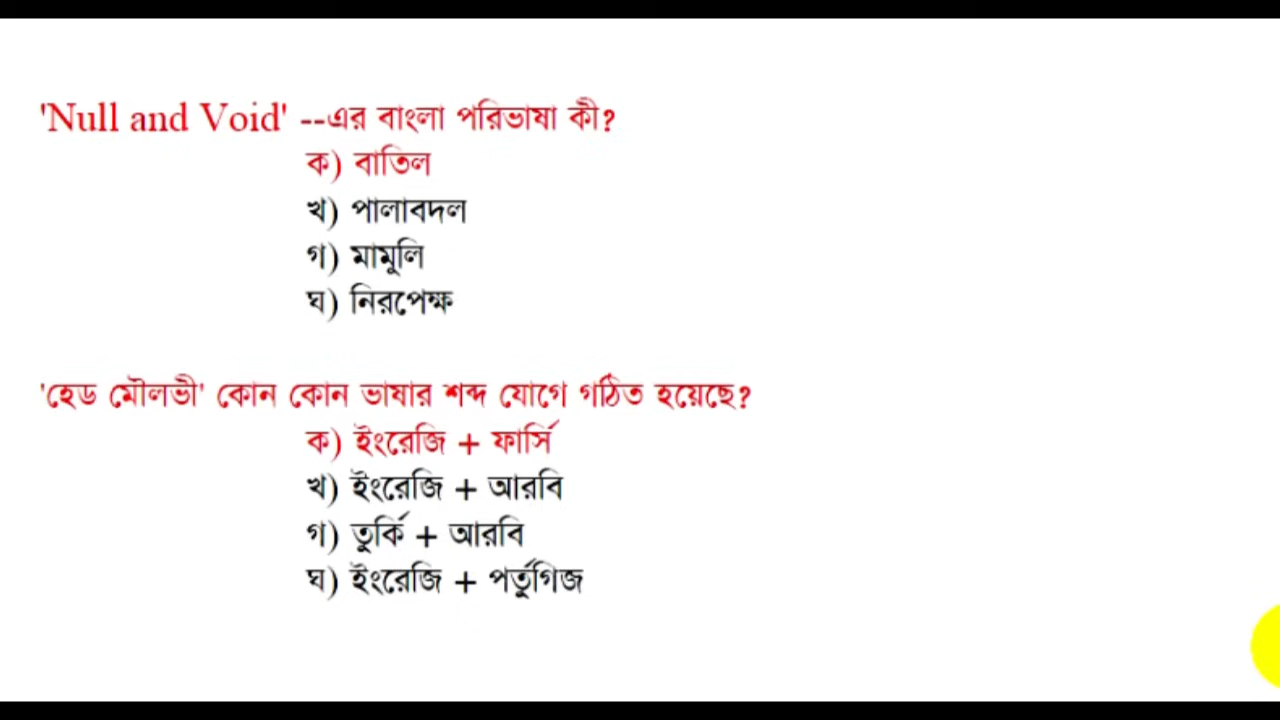 'Null and Void' --এর বাংলা পরিভাষা কী?
ক) বাতিল
খ) পালাবদল
গ) মামুলি
ঘ) নিরপেক্ষ
'হেড মৌলভী' কোন কোন ভাষার শব্দ যোগে গঠিত হয়েছে?
ক) ইংরেজি + ফার্সি
খ) ইংরেজি + আরবি
গ) তুর্কি + আরবি
ঘ) ইংরেজি + পর্তুগিজ